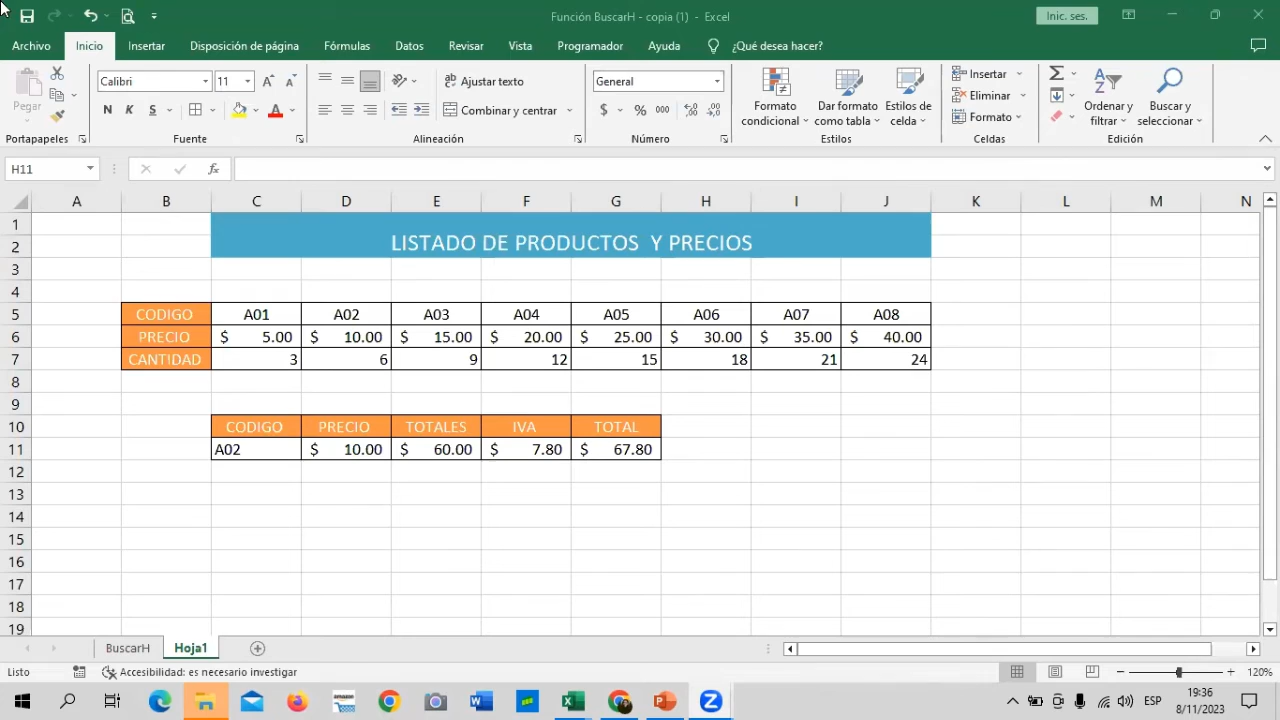 Función BuscarH - copia (1) - Excel
Inic. ses.
Archivo Inicio Insertar Disposición de página Fórmulas Datos Revisar Vista Programador Ayuda ¿Qué desea hacer?
Pegar
Calibri 11
N K S
Ajustar texto
Combinar y centrar
General
$ % 000
Formato condicional
Dar formato como tabla
Estilos de celda
Insertar
Eliminar
Formato
Ordenar y filtrar
Buscar y seleccionar
Portapapeles Fuente Alineación Número Estilos Celdas Edición
H11 fx
A B C D E F G H I J K L M N
1
2 LISTADO DE PRODUCTOS Y PRECIOS
3
4
5 CODIGO A01 A02 A03 A04 A05 A06 A07 A08
6 PRECIO $ 5.00 $ 10.00 $ 15.00 $ 20.00 $ 25.00 $ 30.00 $ 35.00 $ 40.00
7 CANTIDAD 3 6 9 12 15 18 21 24
8
9
10 CODIGO PRECIO TOTALES IVA TOTAL
11 A02 $ 10.00 $ 60.00 $ 7.80 $ 67.80
12
13
14
15
16
17
18
19
BuscarH Hoja1
Listo Accesibilidad: es necesario investigar 120%
ESP
19:36
8/11/2023